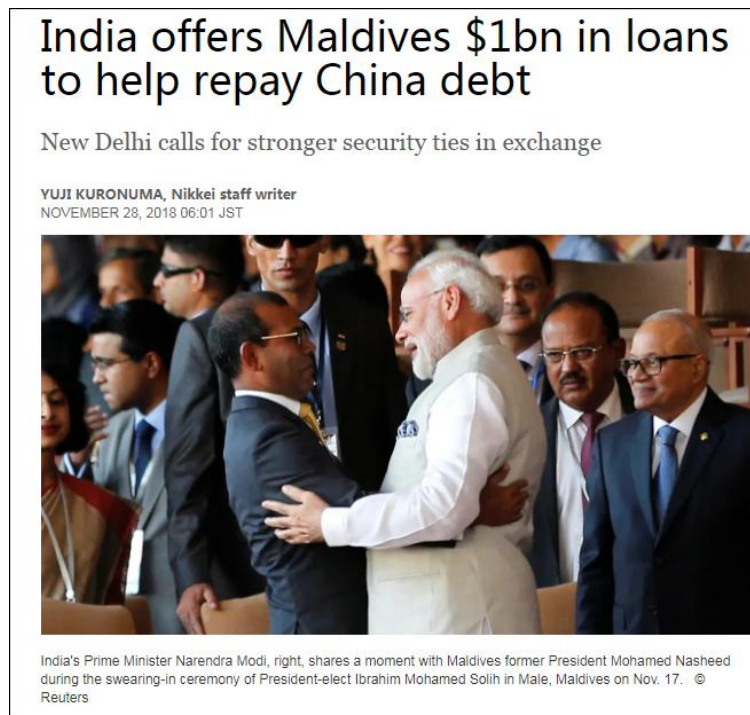 India offers Maldives $1bn in loans
to help repay China debt
New Delhi calls for stronger security ties in exchange
YUJI KURONUMA, Nikkei staff writer
NOVEMBER 28, 2018 06:01 JST
India's Prime Minister Narendra Modi, right, shares a moment with Maldives former President Mohamed Nasheed
during the swearing-in ceremony of President-elect Ibrahim Mohamed Solih in Male, Maldives on Nov. 17. ©
Reuters